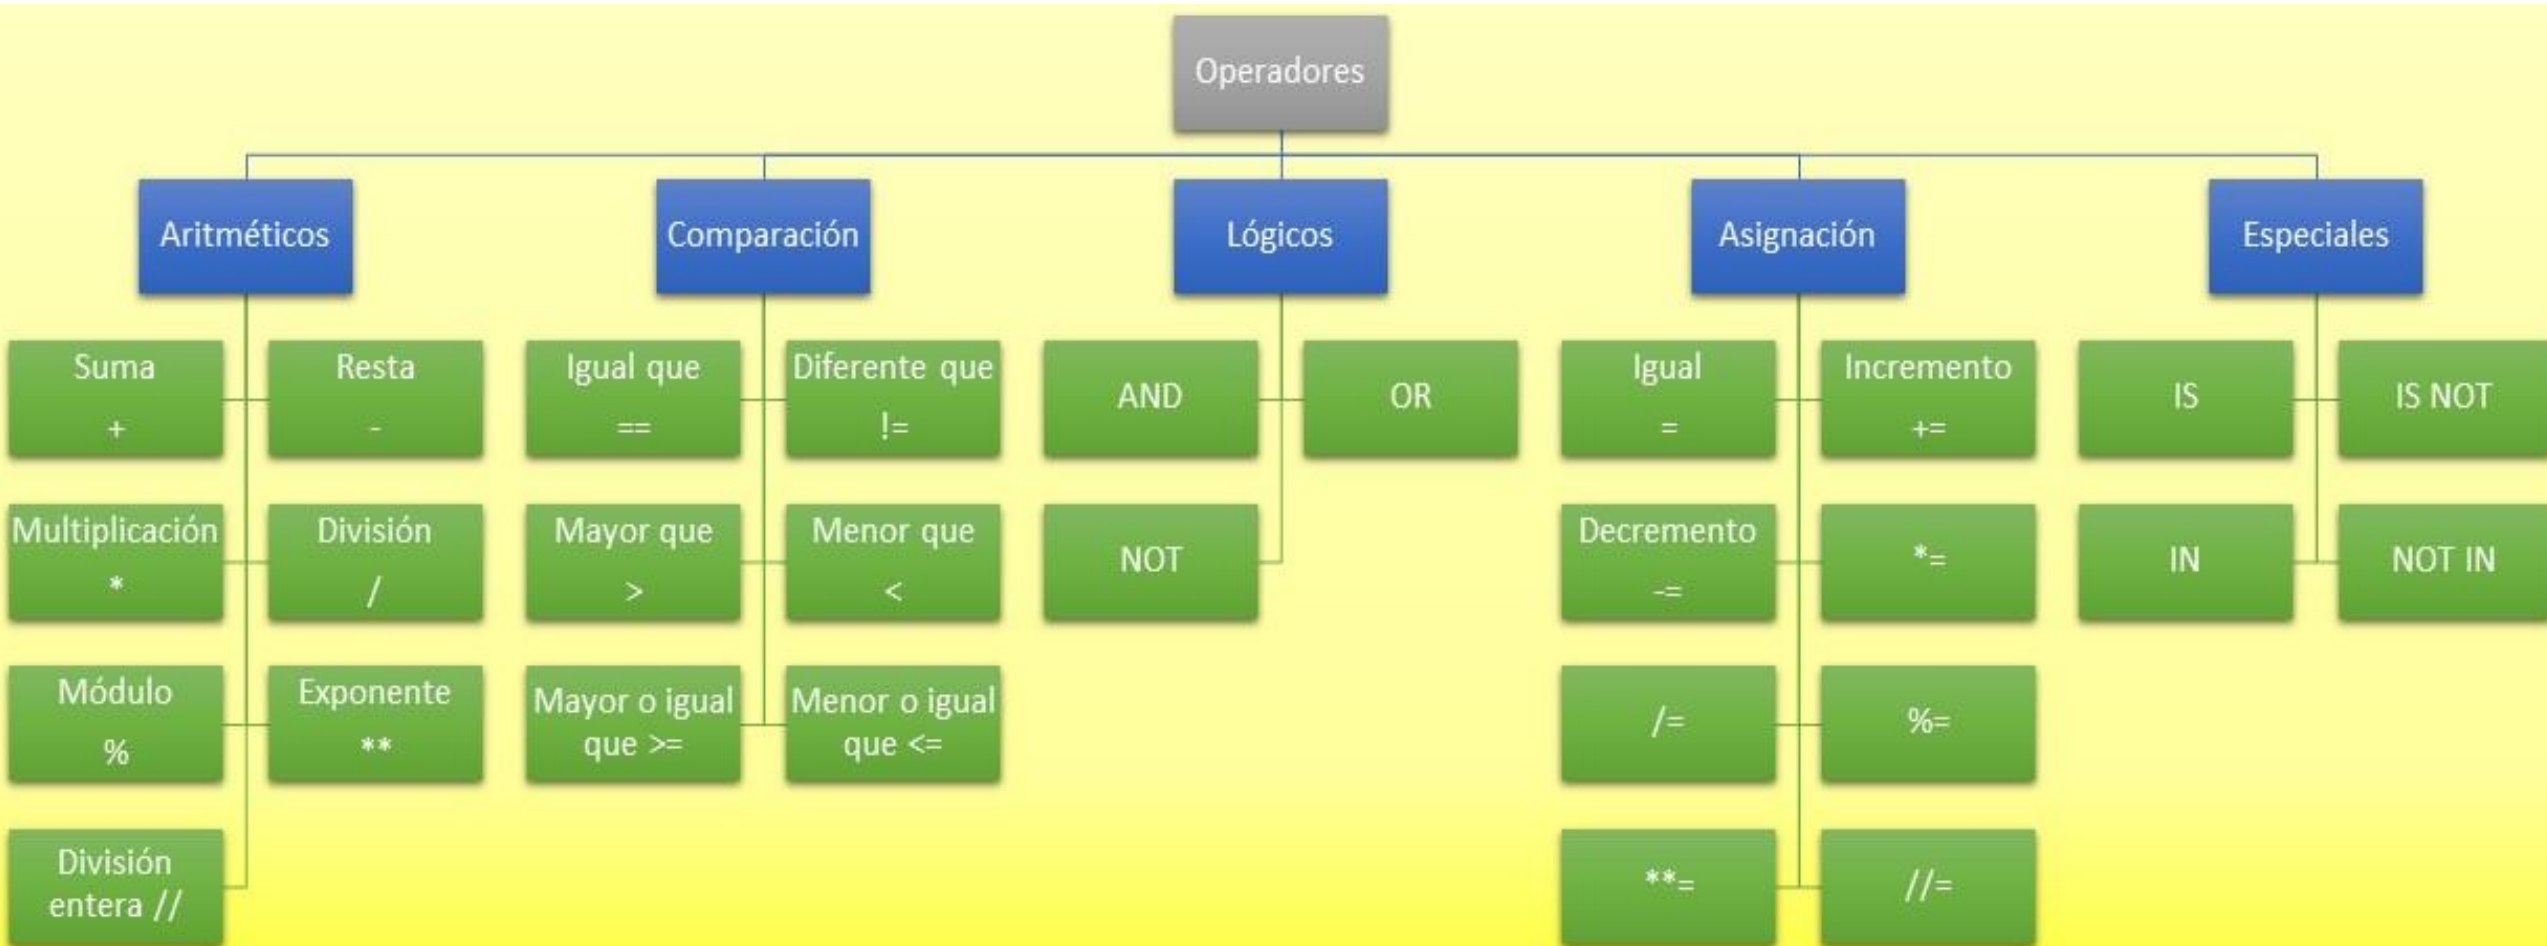 Operadores
Aritméticos
Suma
+
Resta
-
Multiplicación
*
División
/
Módulo
%
Exponente
**
División
entera //
Comparación
Igual que
==
Diferente que
!=
Mayor que
>
Menor que
<
Mayor o igual
que >=
Menor o igual
que <=
Lógicos
AND
OR
NOT
Asignación
Igual
=
Incremento
+=
Decremento
-=
*=
/=
%=
**=
//=
Especiales
IS
IS NOT
IN
NOT IN